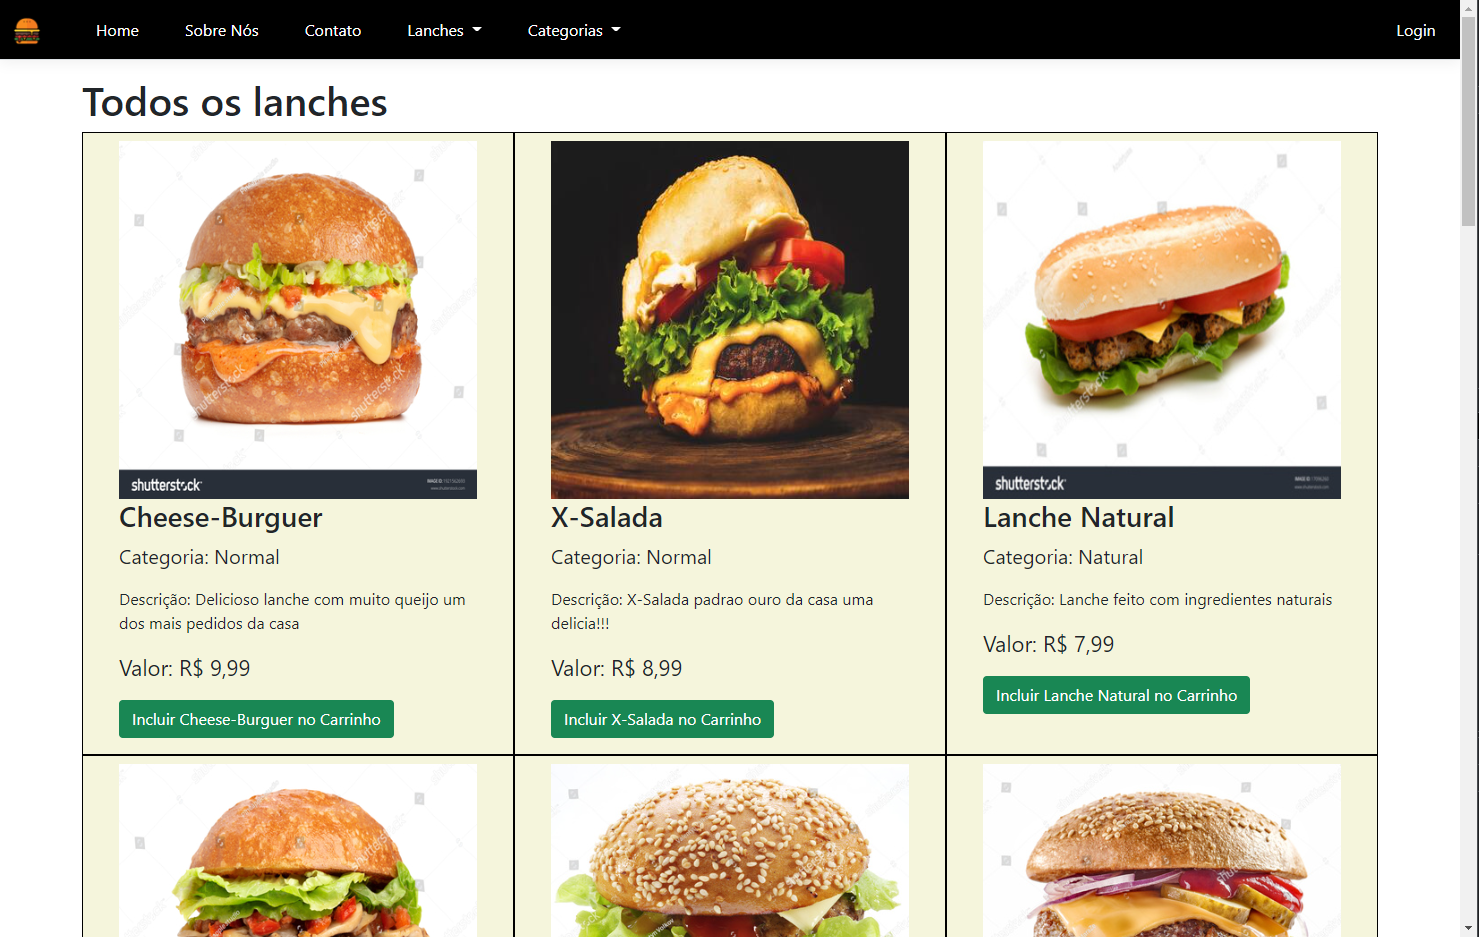 Home Sobre Nós Contato Lanches Categorias Login
Todos os lanches
shutterstock
shutterstock
Cheese-Burguer
Categoria: Normal
Descrição: Delicioso lanche com muito queijo um
dos mais pedidos da casa
Valor: R$ 9,99
Incluir Cheese-Burguer no Carrinho
X-Salada
Categoria: Normal
Descrição: X-Salada padrao ouro da casa uma
delicia!!!
Valor: R$ 8,99
Incluir X-Salada no Carrinho
Lanche Natural
Categoria: Natural
Descrição: Lanche feito com ingredientes naturais
Valor: R$ 7,99
Incluir Lanche Natural no Carrinho